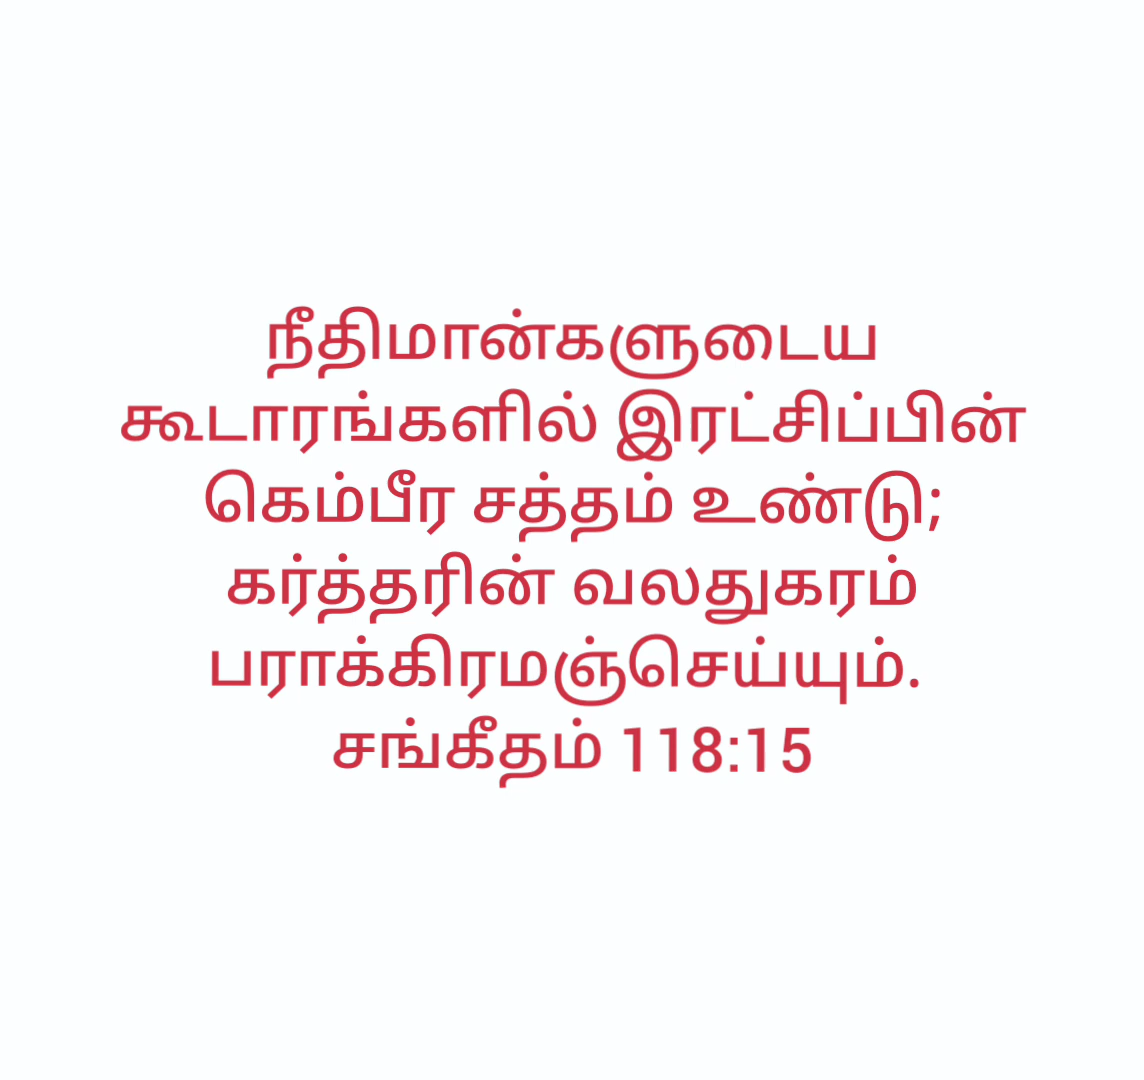 நீதிமான்களுடைய
கூடாரங்களில் இரட்சிப்பின்
கெம்பீர சத்தம் உண்டு;
கர்த்தரின் வலதுகரம்
பராக்கிரமஞ்செய்யும்.
சங்கீதம் 118:15